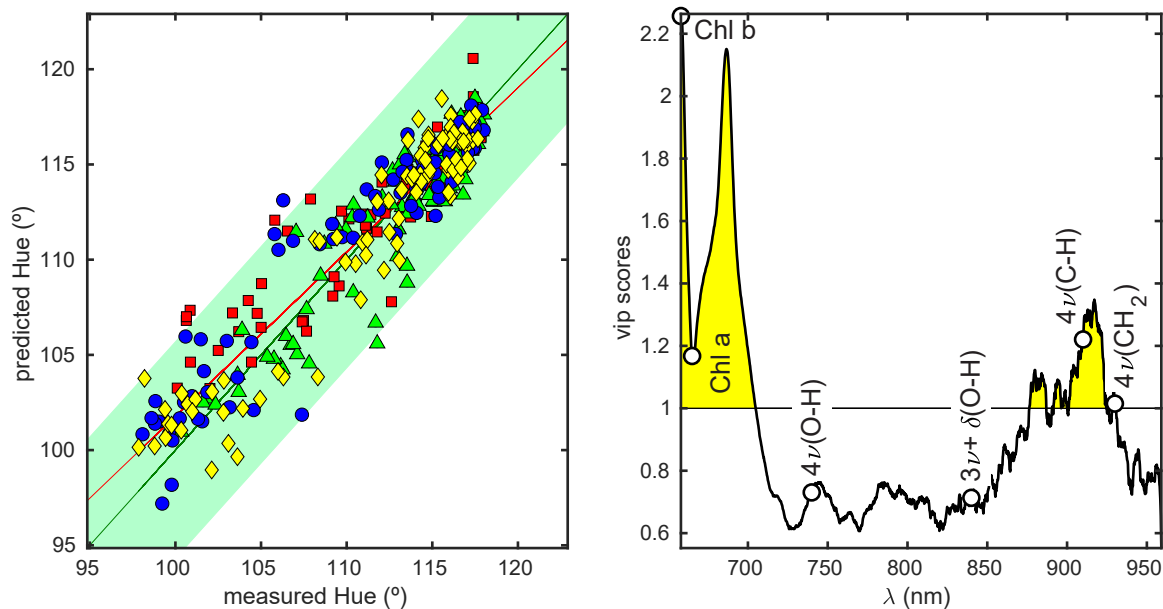 predicted Hue (º)
120
115
110
105
100
95
95
100
105
110
115
120
measured Hue (º)
vip scores
2.2
2
1.8
1.6
1.4
1.2
1
0.8
0.6
Chl b
Chl a
4ν(O-H)
3ν+ δ(O-H)
4ν(C-H)
4ν(CH₂)
700
750
800
850
900
950
λ (nm)